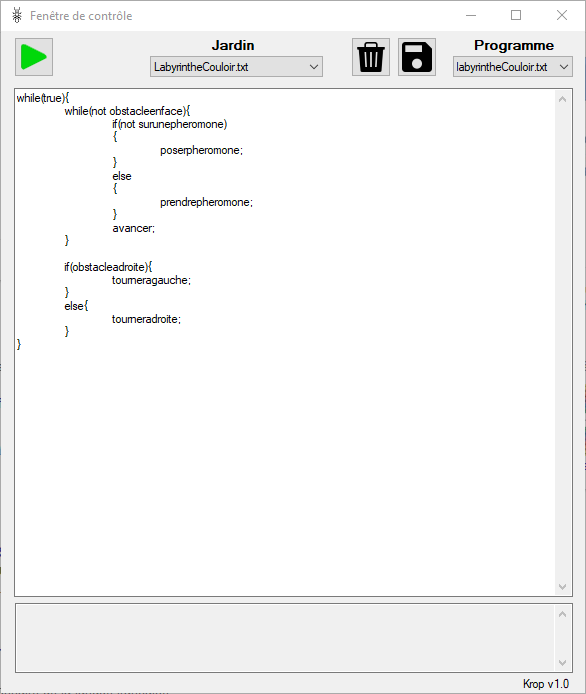 Fenêtre de contrôle
Jardin
Programme
LabyrintheCouloir.txt
labyrintheCouloir.txt
while(true){
while(not obstacleenface){
if(not surunepheromone)
{
poserpheromone;
}
else
{
prendrepheromone;
}
avancer;
}
if(obstacleadroite){
tourneragauche;
}
else{
touneradroite;
}
}
Krop v1.0